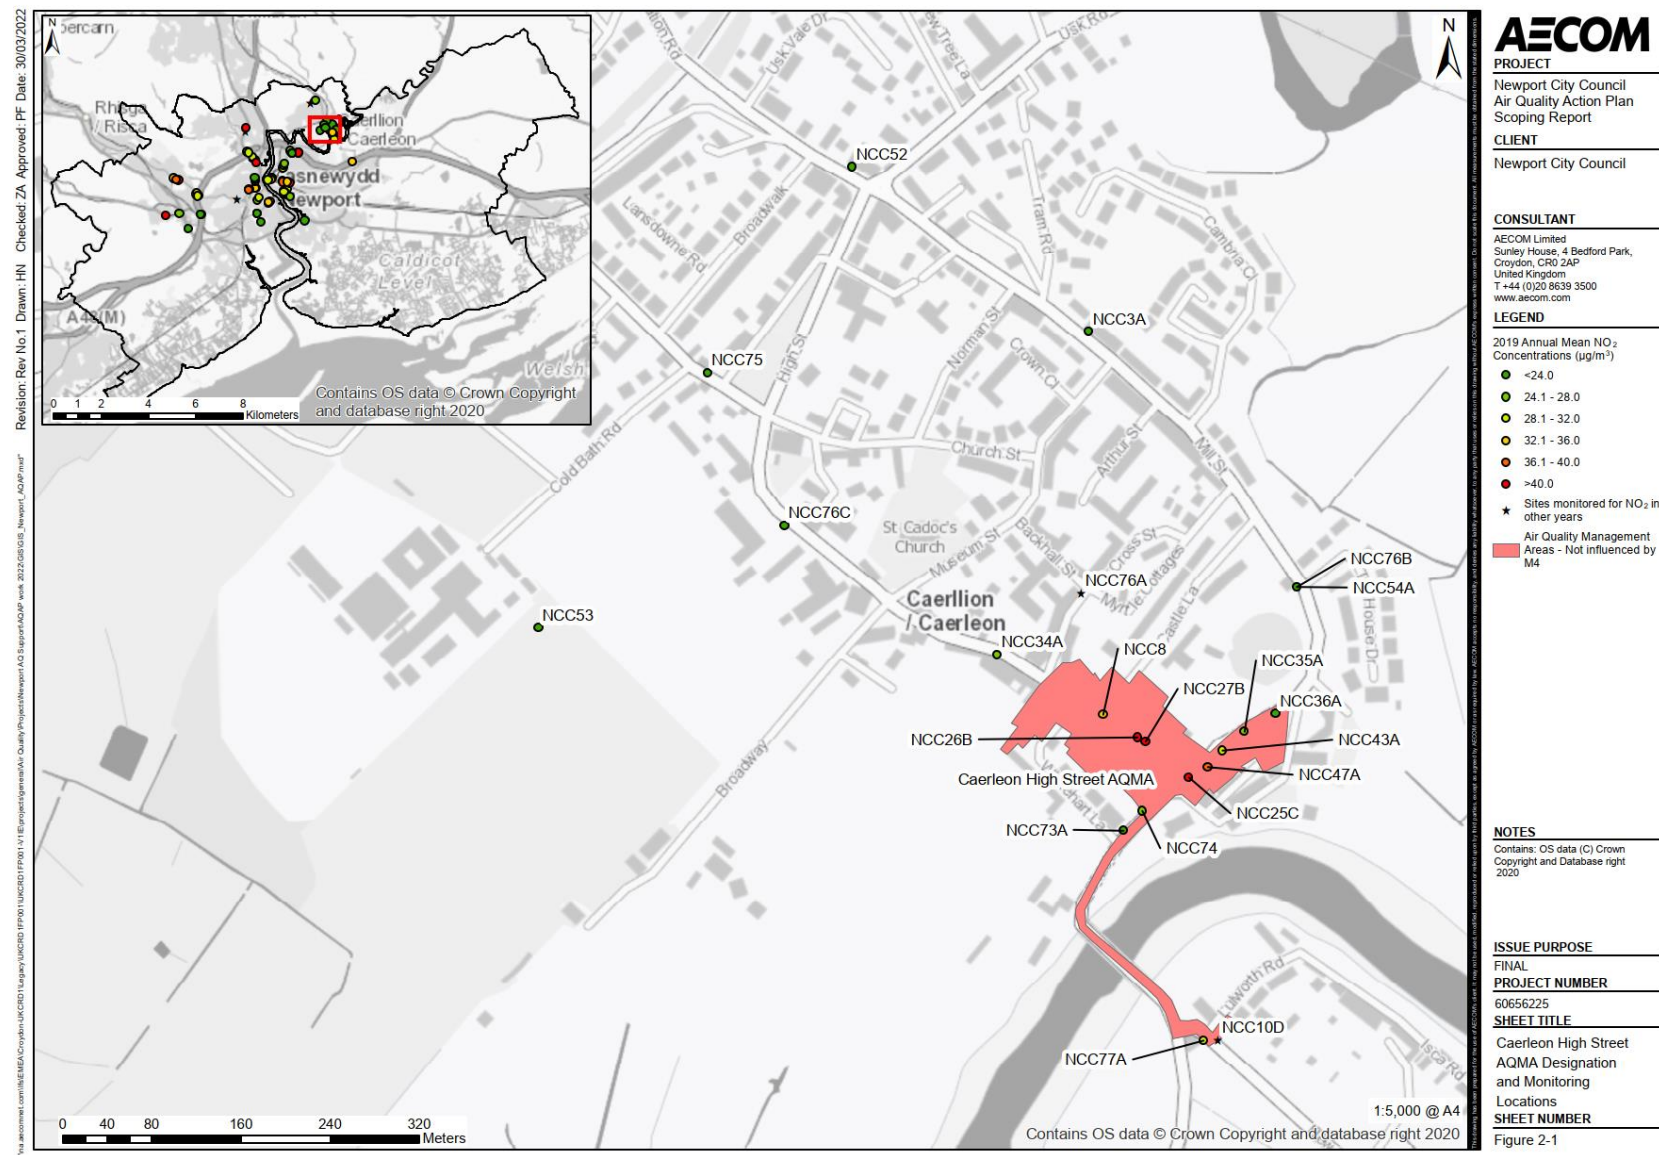 Revision: Rev No.1 Drawn: HN Checked: ZA Approved: PF Date: 30/03/2022
N
Rhisga
/ Risca
Caerleon
Newport
Caldicot
Level
A48(M)
Welsh
0 1 2 4 6 8
Kilometers
Contains OS data © Crown Copyright
and database right 2020
N
Usk Vale Dr
Usk Rd
NCC52
Lansdowne Rd
Broadwalk
Tram Rd
Cambria Cl
NCC3A
NCC75
High St
Norman St
Crown Cl
Cold Bath Rd
Church St
Arthur St
Mill St
NCC76C
St Cadoc's
Church
Museum St
Backhall St
Cross St
NCC76A
Myrtle Cottages
Castle La
NCC76B
NCC54A
NCC53
Caerllion
/ Caerleon
House Dr
NCC34A
NCC8
NCC35A
NCC27B
NCC36A
NCC26B
NCC43A
Caerleon High Street AQMA
NCC47A
Broadway
NCC25C
NCC73A
NCC74
Lulworth Rd
NCC10D
NCC77A
Isca Rd
0 40 80 160 240 320
Meters
1:5,000 @ A4
Contains OS data © Crown Copyright and database right 2020
AECOM
PROJECT
Newport City Council
Air Quality Action Plan
Scoping Report
CLIENT
Newport City Council
CONSULTANT
AECOM Limited
Sunley House, 4 Bedford Park,
Croydon, CR0 2AP
United Kingdom
T +44 (0)20 8639 3500
www.aecom.com
LEGEND
2019 Annual Mean NO₂
Concentrations (µg/m³)
<24.0
24.1 - 28.0
28.1 - 32.0
32.1 - 36.0
36.1 - 40.0
>40.0
Sites monitored for NO₂ in
other years
Air Quality Management
Areas - Not influenced by
M4
NOTES
Contains: OS data (C) Crown
Copyright and Database right
2020
ISSUE PURPOSE
FINAL
PROJECT NUMBER
60656225
SHEET TITLE
Caerleon High Street
AQMA Designation
and Monitoring
Locations
SHEET NUMBER
Figure 2-1